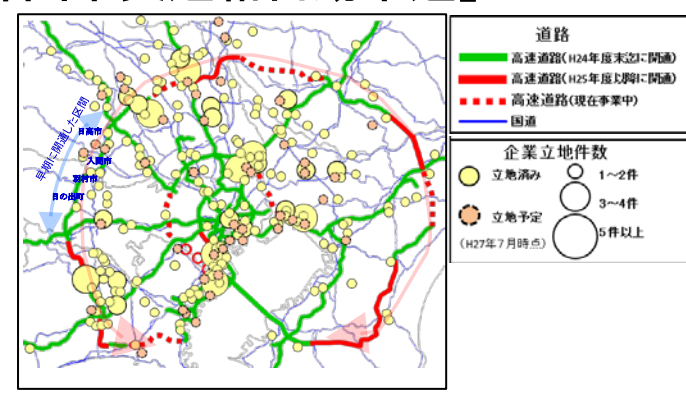 道路
高速道路(H24年度末迄に開通)
高速道路(H25年度以降に開通)
高速道路(現在事業中)
国道
企業立地件数
立地済み
1～2件
3～4件
立地予定
5件以上
(H27年7月時点)
早期に開通した区間
日高市
入間市
羽村市
日の出町